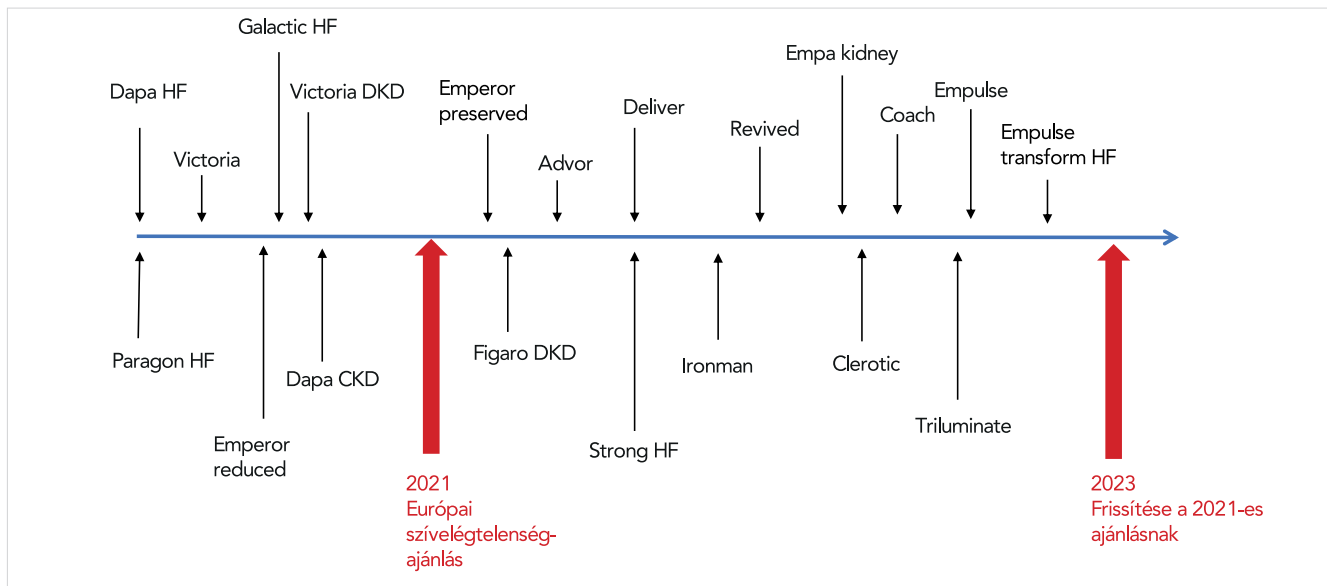 Galactic HF
Dapa HF
Victoria DKD
Victoria
Emperor
preserved
Advor
Deliver
Revived
Empa kidney
Coach
Empulse
Empulse
transform HF
Paragon HF
Emperor
reduced
Dapa CKD
Figaro DKD
Strong HF
Ironman
Clerotic
Triluminate
2021
Európai
szívelégtelenség-
ajánlás
2023
Frissítése a 2021-es
ajánlásnak